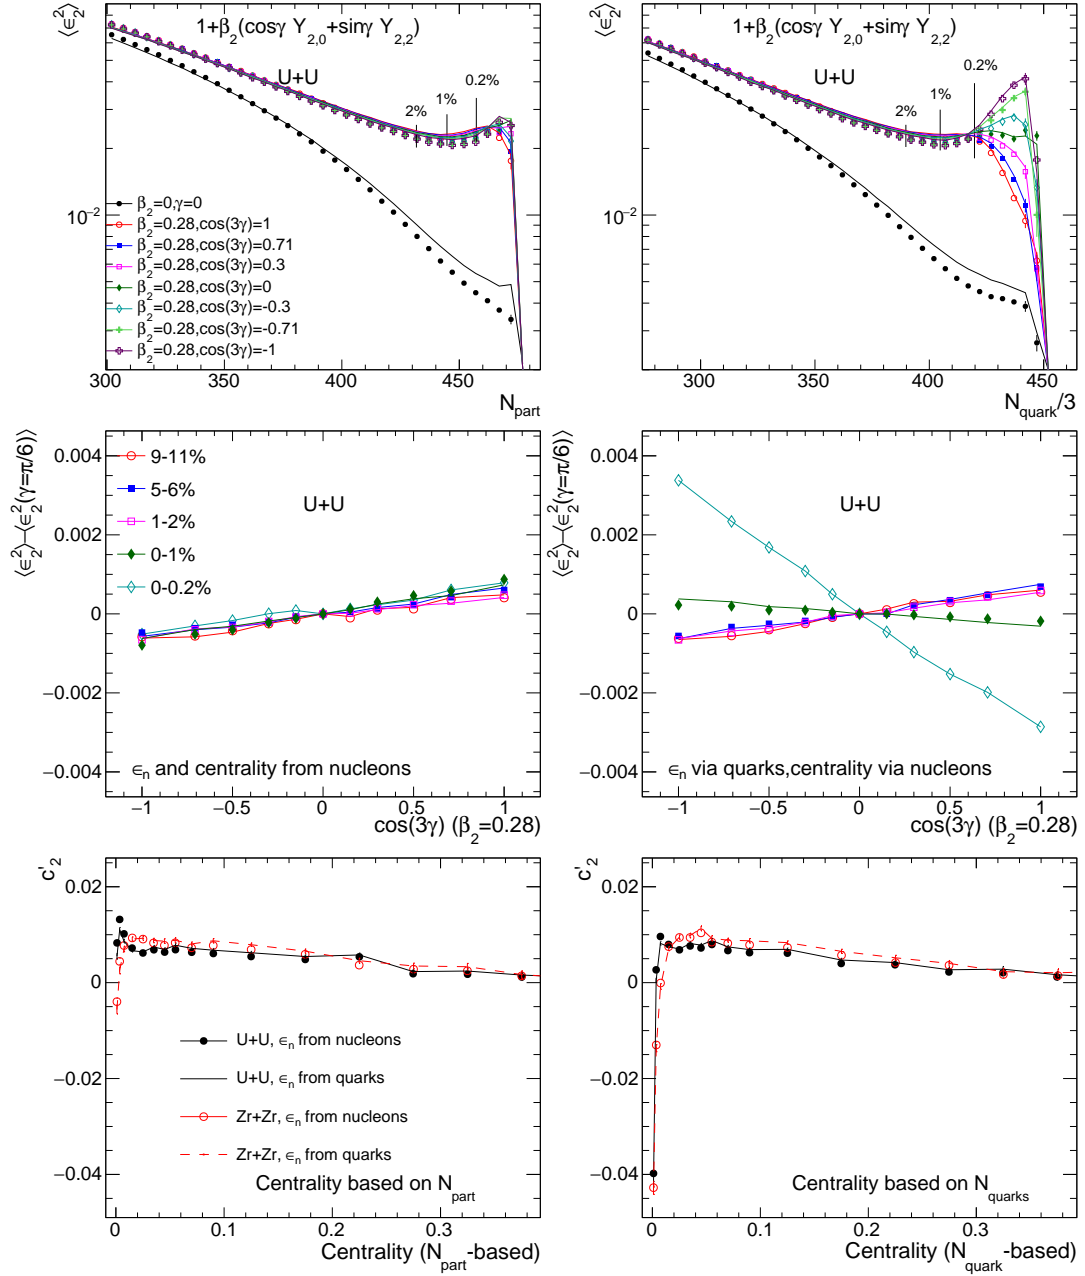 ⟨ϵ₂²⟩
1+β₂(cosγ Y₂,₀+sinγ Y₂,₂)
U+U
2%
1%
0.2%
10⁻²
β₂=0,γ=0
β₂=0.28,cos(3γ)=1
β₂=0.28,cos(3γ)=0.71
β₂=0.28,cos(3γ)=0.3
β₂=0.28,cos(3γ)=0
β₂=0.28,cos(3γ)=-0.3
β₂=0.28,cos(3γ)=-0.71
β₂=0.28,cos(3γ)=-1
300 350 400 450
N_part
⟨ϵ₂²⟩
1+β₂(cosγ Y₂,₀+sinγ Y₂,₂)
U+U
2%
1%
0.2%
10⁻²
300 350 400 450
N_quark/3
⟨ϵ₂²⟩−⟨ϵ₂²(γ=π/6)⟩
0.004
0.002
0
−0.002
−0.004
9-11%
5-6%
1-2%
0-1%
0-0.2%
U+U
ϵₙ and centrality from nucleons
−1 −0.5 0 0.5 1
cos(3γ) (β₂=0.28)
⟨ϵ₂²⟩−⟨ϵ₂²(γ=π/6)⟩
0.004
0.002
0
−0.002
−0.004
U+U
ϵₙ via quarks,centrality via nucleons
−1 −0.5 0 0.5 1
cos(3γ) (β₂=0.28)
c'₂
0.02
0
−0.02
−0.04
U+U, ϵₙ from nucleons
U+U, ϵₙ from quarks
Zr+Zr, ϵₙ from nucleons
Zr+Zr, ϵₙ from quarks
Centrality based on N_part
0 0.1 0.2 0.3
Centrality (N_part-based)
c'₂
0.02
0
−0.02
−0.04
Centrality based on N_quarks
0 0.1 0.2 0.3
Centrality (N_quark-based)